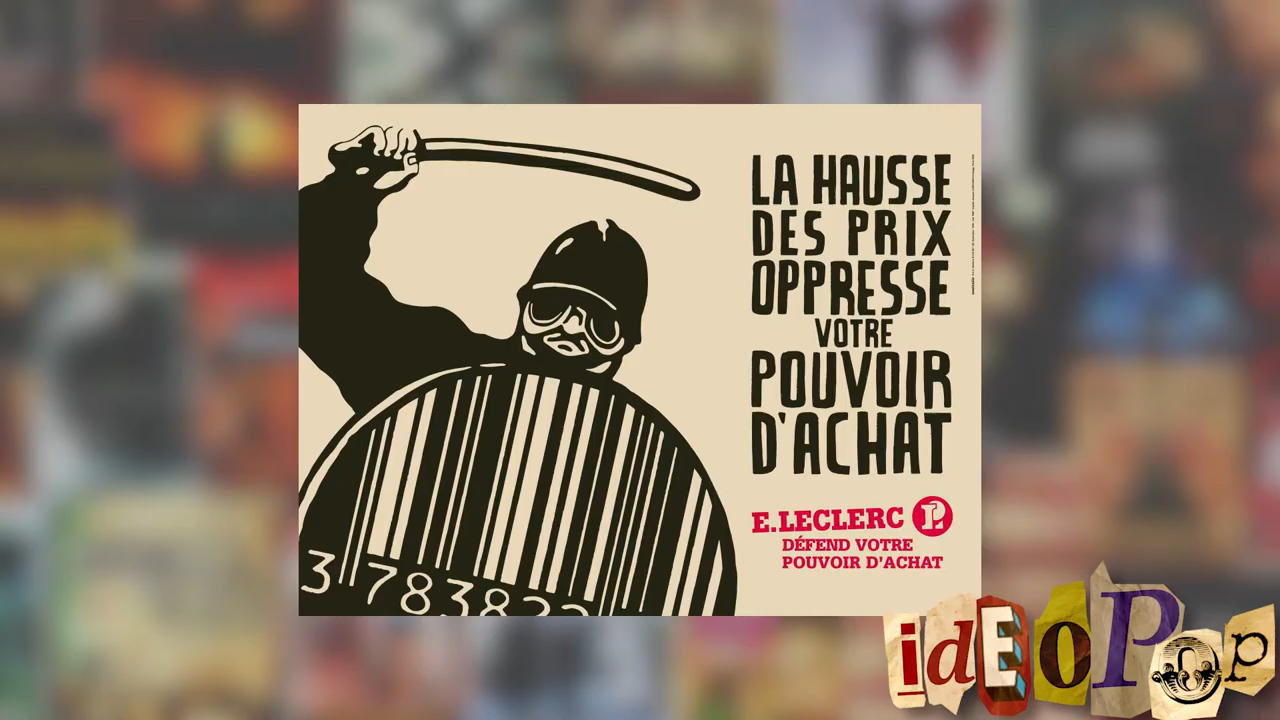 LA HAUSSE
DES PRIX
OPPRESSE
VOTRE
POUVOIR
D'ACHAT
E.LECLERC
DÉFEND VOTRE
POUVOIR D'ACHAT
3 783822
idEoPop